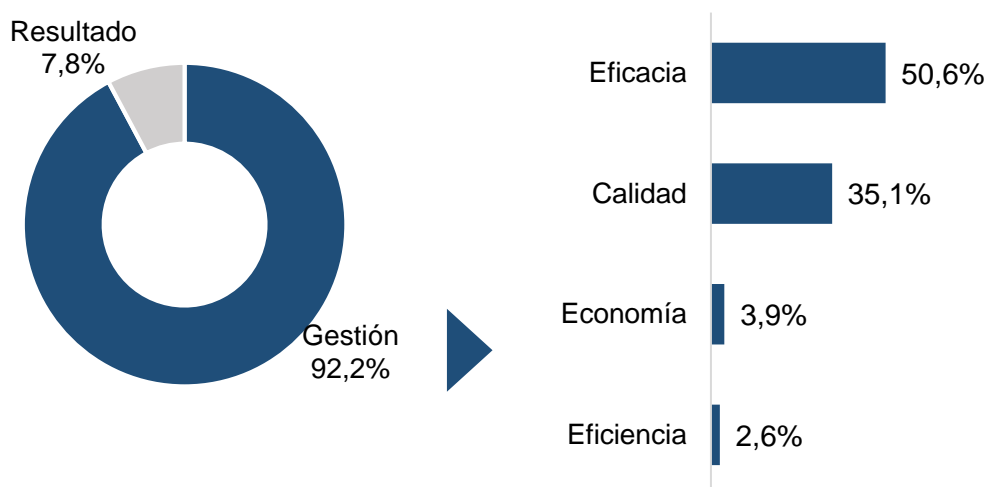 Resultado
7,8%
Gestión
92,2%
Eficacia
50,6%
Calidad
35,1%
Economía
3,9%
Eficiencia
2,6%